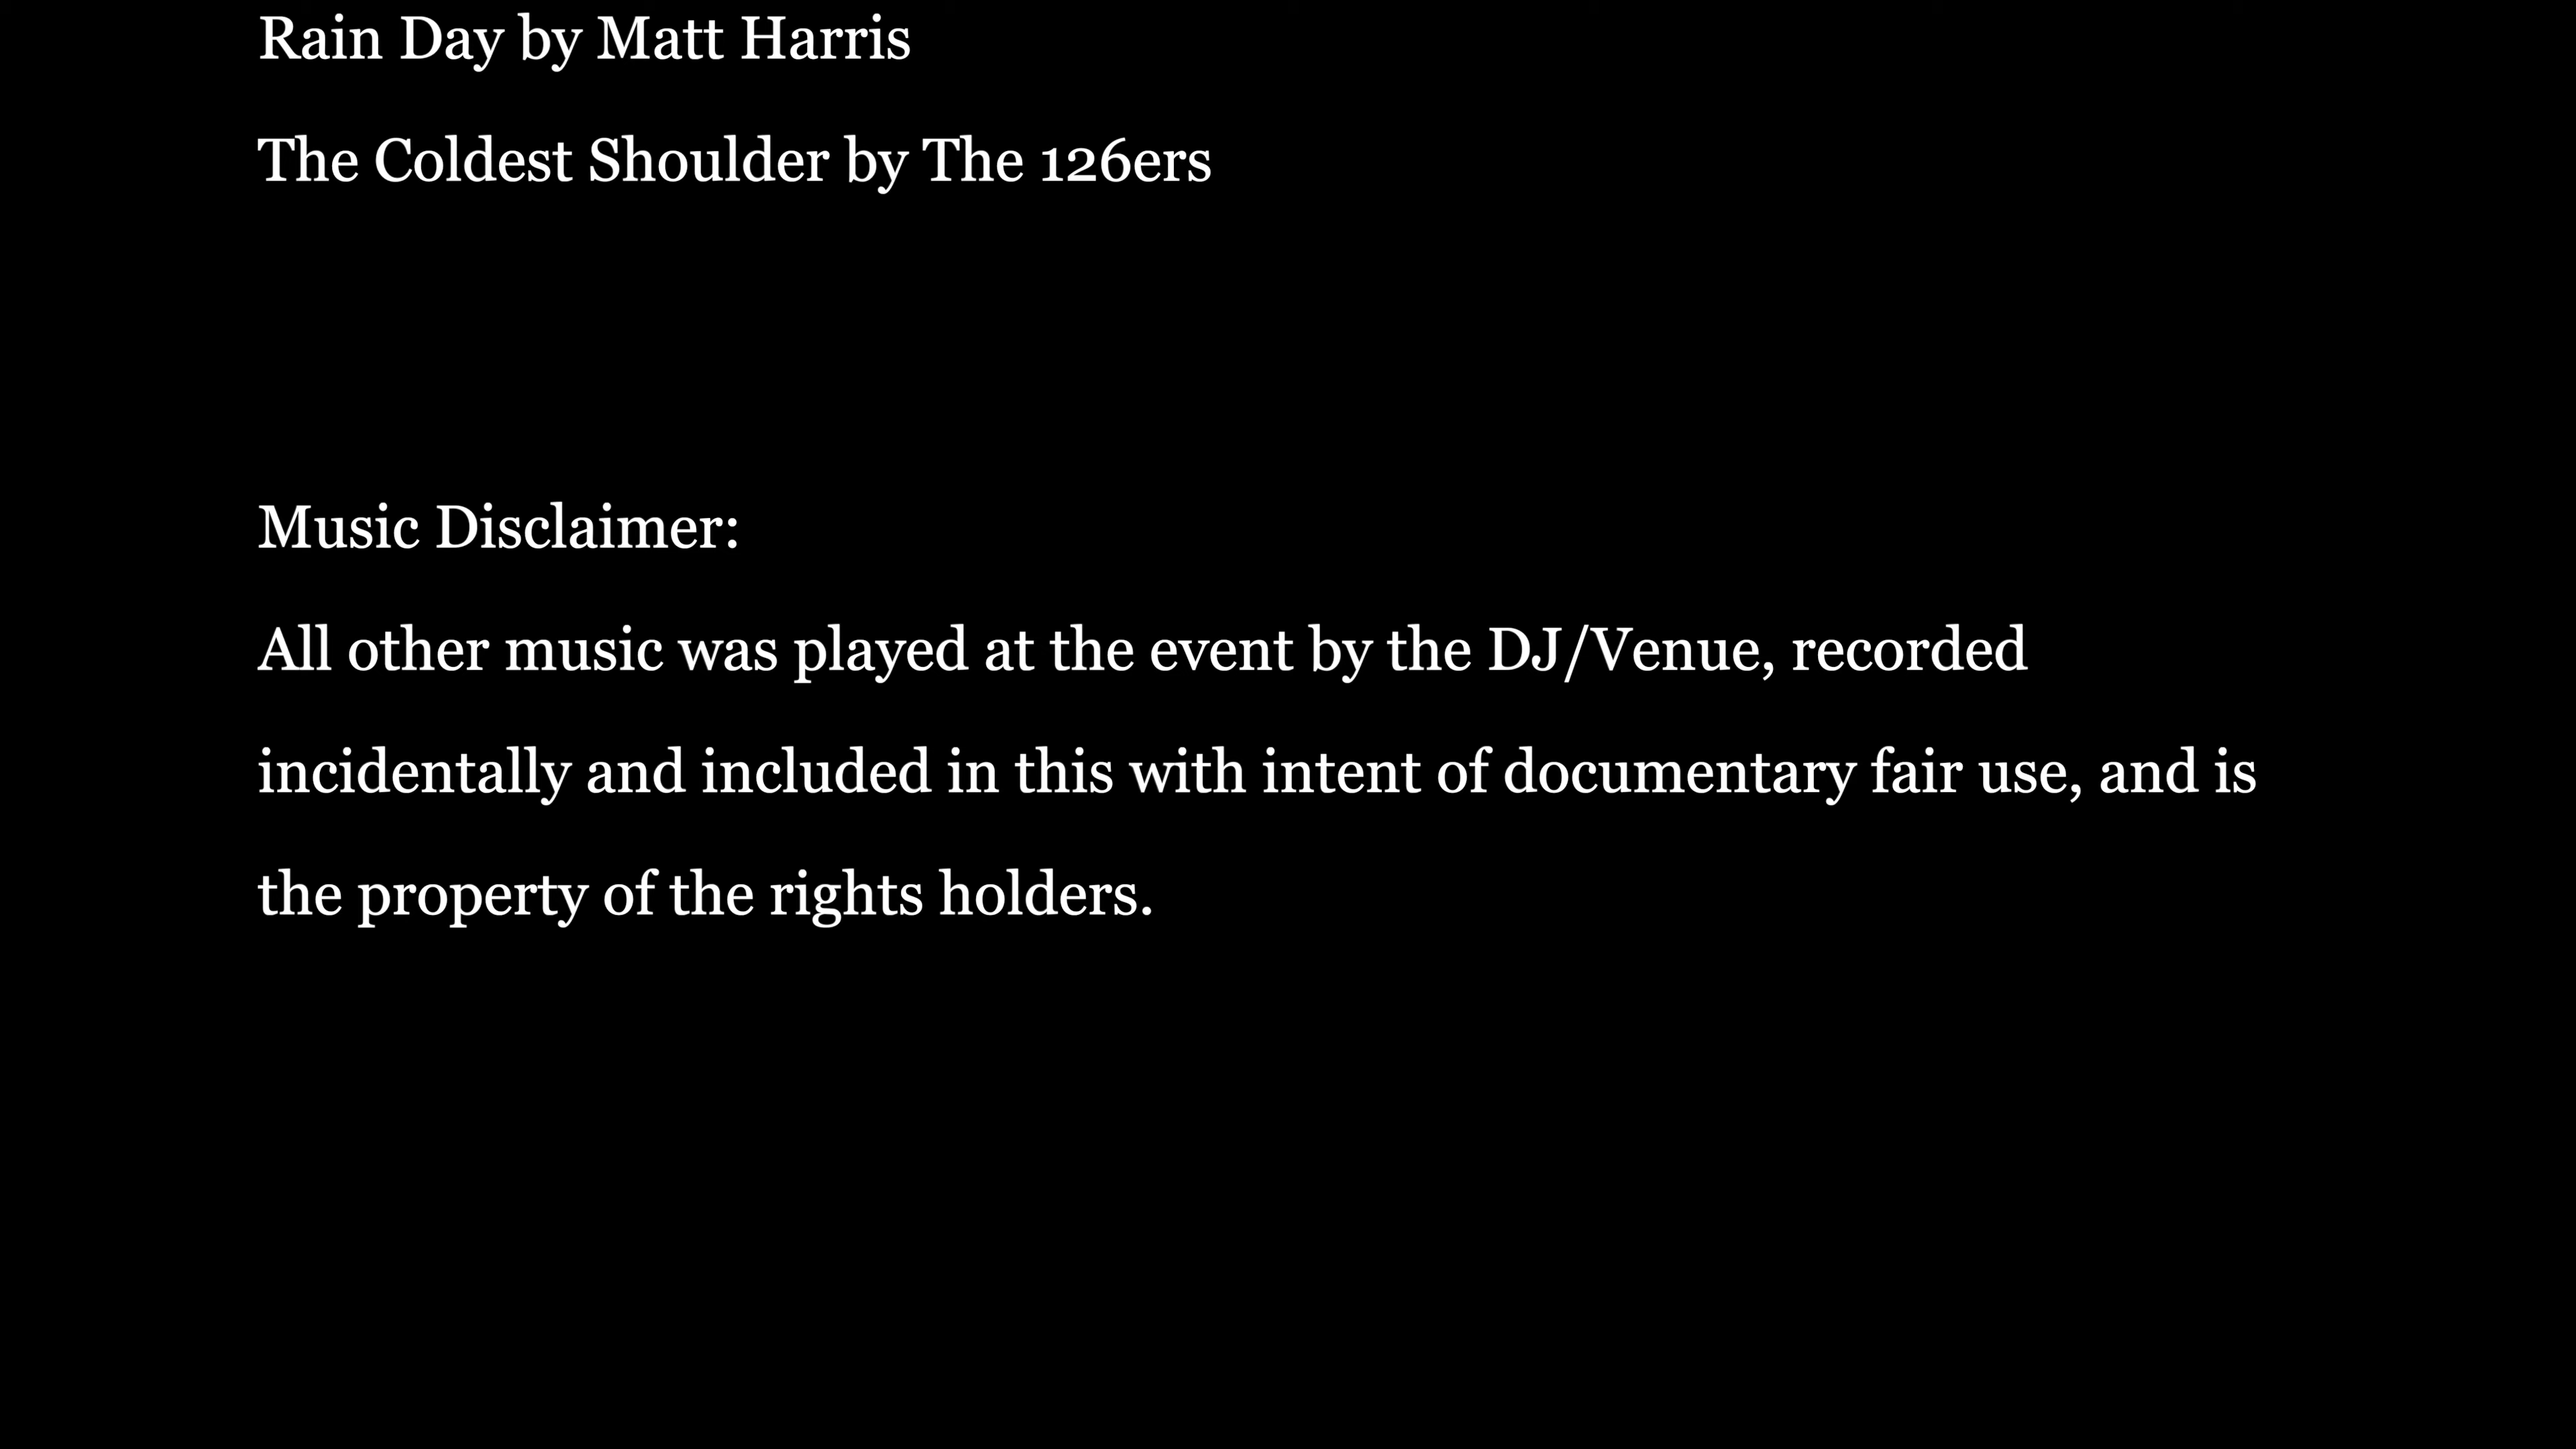 Rain Day by Matt Harris
The Coldest Shoulder by The 126ers
Music Disclaimer:
All other music was played at the event by the DJ/Venue, recorded
incidentally and included in this with intent of documentary fair use, and is
the property of the rights holders.